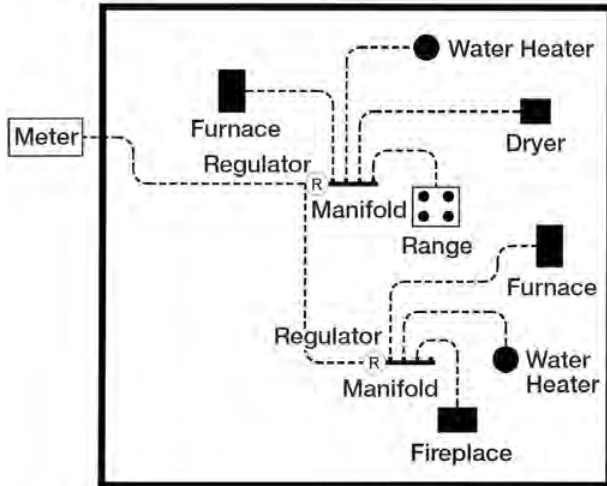 Water Heater
Furnace
Dryer
Meter
Regulator
R
Manifold
Range
Furnace
Regulator
R
Manifold
Water
Heater
Fireplace